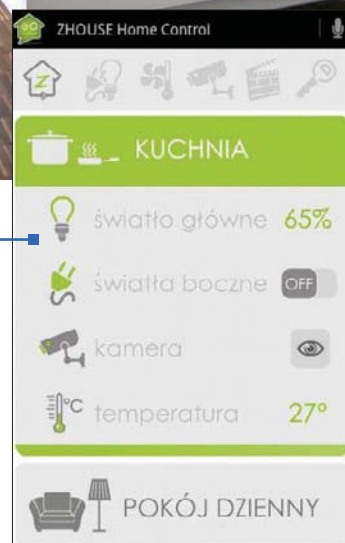 ZHOUSE Home Control
Z
KUCHNIA
światło główne 65%
światła boczne OFF
kamera
°C temperatura 27°
POKÓJ DZIENNY